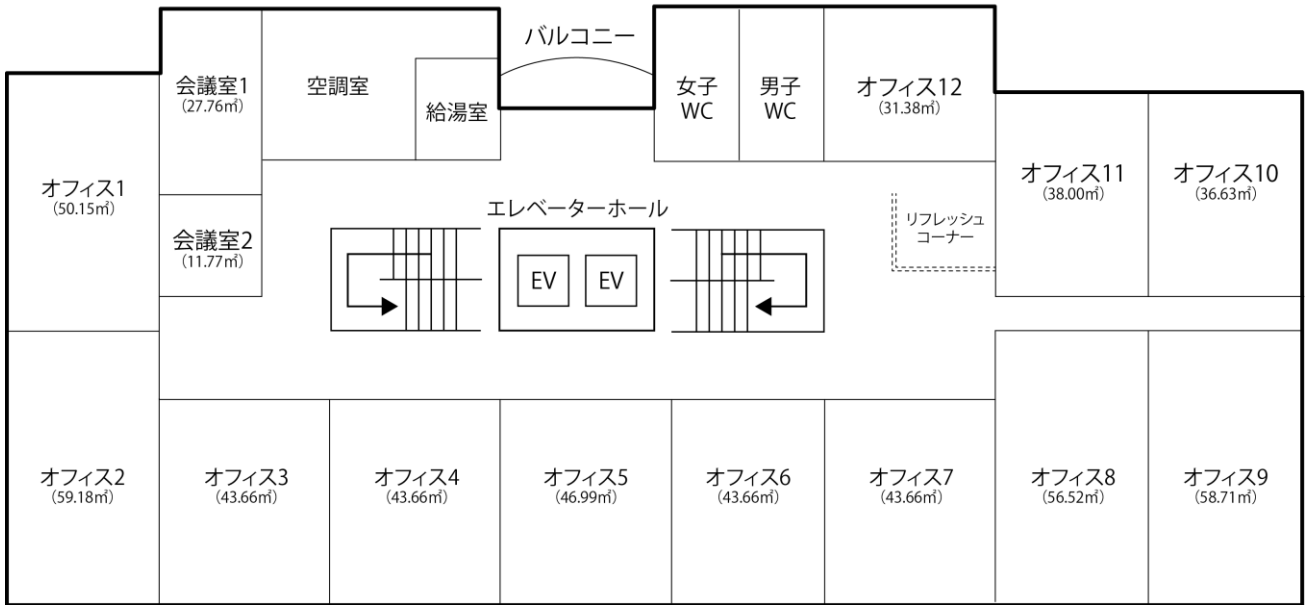 バルコニー
会議室1
(27.76㎡)
空調室
給湯室
女子
WC
男子
WC
オフィス12
(31.38㎡)
オフィス1
(50.15㎡)
オフィス11
(38.00㎡)
オフィス10
(36.63㎡)
会議室2
(11.77㎡)
エレベーターホール
リフレッシュ
コーナー
EV
EV
オフィス2
(59.18㎡)
オフィス3
(43.66㎡)
オフィス4
(43.66㎡)
オフィス5
(46.99㎡)
オフィス6
(43.66㎡)
オフィス7
(43.66㎡)
オフィス8
(56.52㎡)
オフィス9
(58.71㎡)